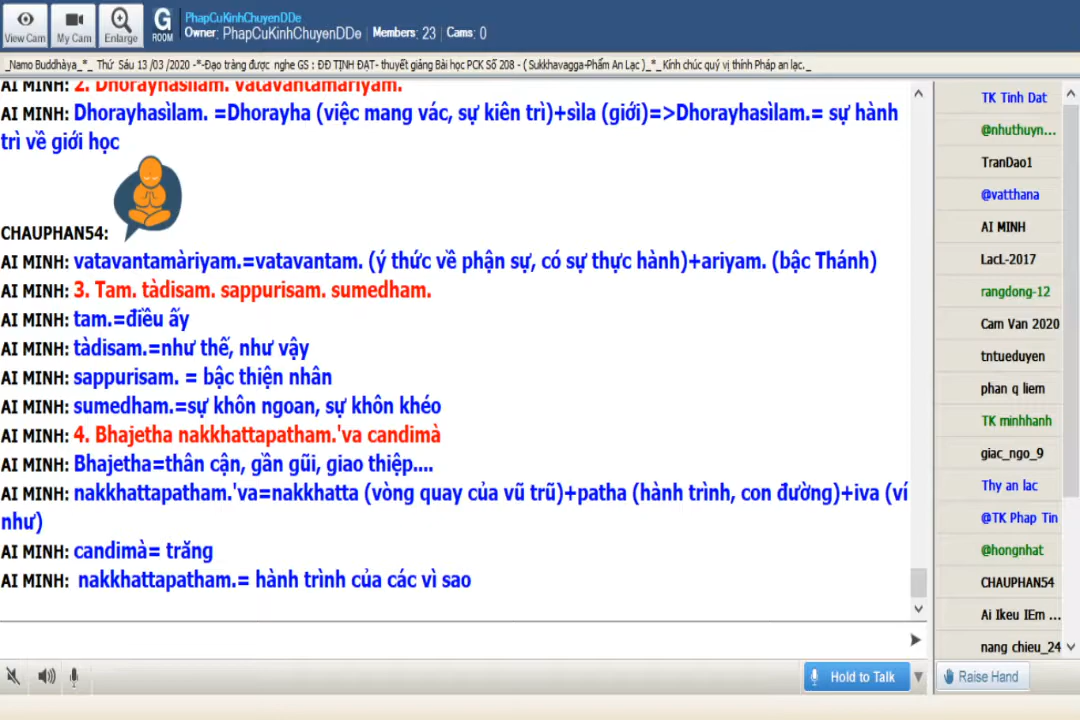 View Cam
My Cam
Enlarge
G
ROOM
PhapCuKinhChuyenDDe
Owner: PhapCuKinhChuyenDDe Members: 23 Cams: 0
_Namo Buddhàya_*_ Thứ Sáu 13 /03 /2020 -*-Đạo tràng được nghe GS : ĐĐ TỊNH ĐẠT- thuyết giảng Bài học PCK Số 208 - ( Sukkhavagga-Phẩm An Lạc )_*_Kính chúc quý vị thính Pháp an lạc._
AI MINH: 2. Dhorayhasìlam. vatavantamàriyam.
AI MINH: Dhorayhasìlam. =Dhorayha (việc mang vác, sự kiên trì)+sìla (giới)=>Dhorayhasìlam.= sự hành
trì về giới học
CHAUPHAN54:
AI MINH: vatavantamàriyam.=vatavantam. (ý thức về phận sự, có sự thực hành)+ariyam. (bậc Thánh)
AI MINH: 3. Tam. tàdisam. sappurisam. sumedham.
AI MINH: tam.=điều ấy
AI MINH: tàdisam.=như thế, như vậy
AI MINH: sappurisam. = bậc thiện nhân
AI MINH: sumedham.=sự khôn ngoan, sự khôn khéo
AI MINH: 4. Bhajetha nakkhattapatham.'va candimà
AI MINH: Bhajetha=thân cận, gần gũi, giao thiệp....
AI MINH: nakkhattapatham.'va=nakkhatta (vòng quay của vũ trũ)+patha (hành trình, con đường)+iva (ví
như)
AI MINH: candimà= trăng
AI MINH: nakkhattapatham.= hành trình của các vì sao
Hold to Talk
TK Tinh Dat
@nhuthuyn...
TranDao1
@vatthana
AI MINH
LacL-2017
rangdong-12
Cam Van 2020
tntueduyen
phan q liem
TK minhhanh
giac_ngo_9
Thy an lac
@TK Phap Tin
@hongnhat
CHAUPHAN54
Ai Ikeu IEm ...
nang chieu_24
Raise Hand